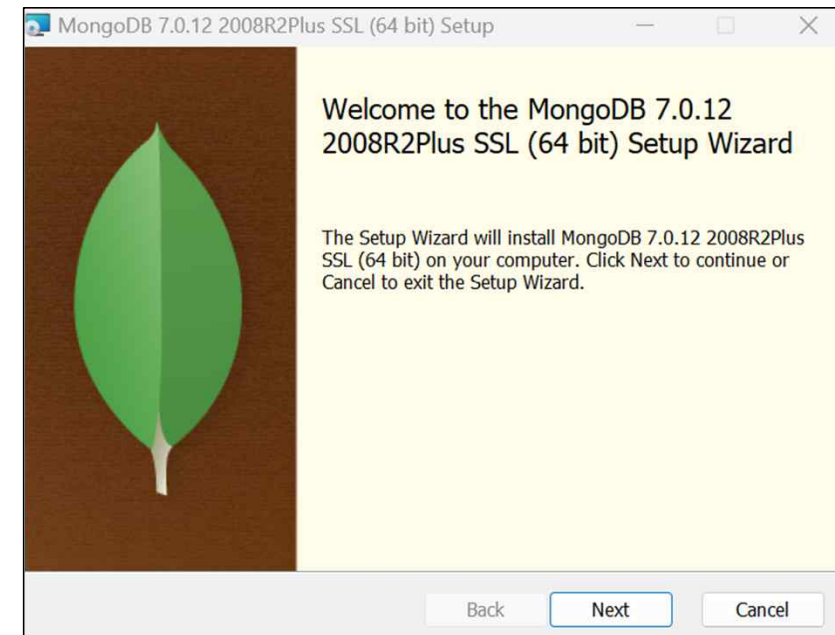 MongoDB 7.0.12 2008R2Plus SSL (64 bit) Setup
Welcome to the MongoDB 7.0.12
2008R2Plus SSL (64 bit) Setup Wizard
The Setup Wizard will install MongoDB 7.0.12 2008R2Plus
SSL (64 bit) on your computer. Click Next to continue or
Cancel to exit the Setup Wizard.
Back Next Cancel